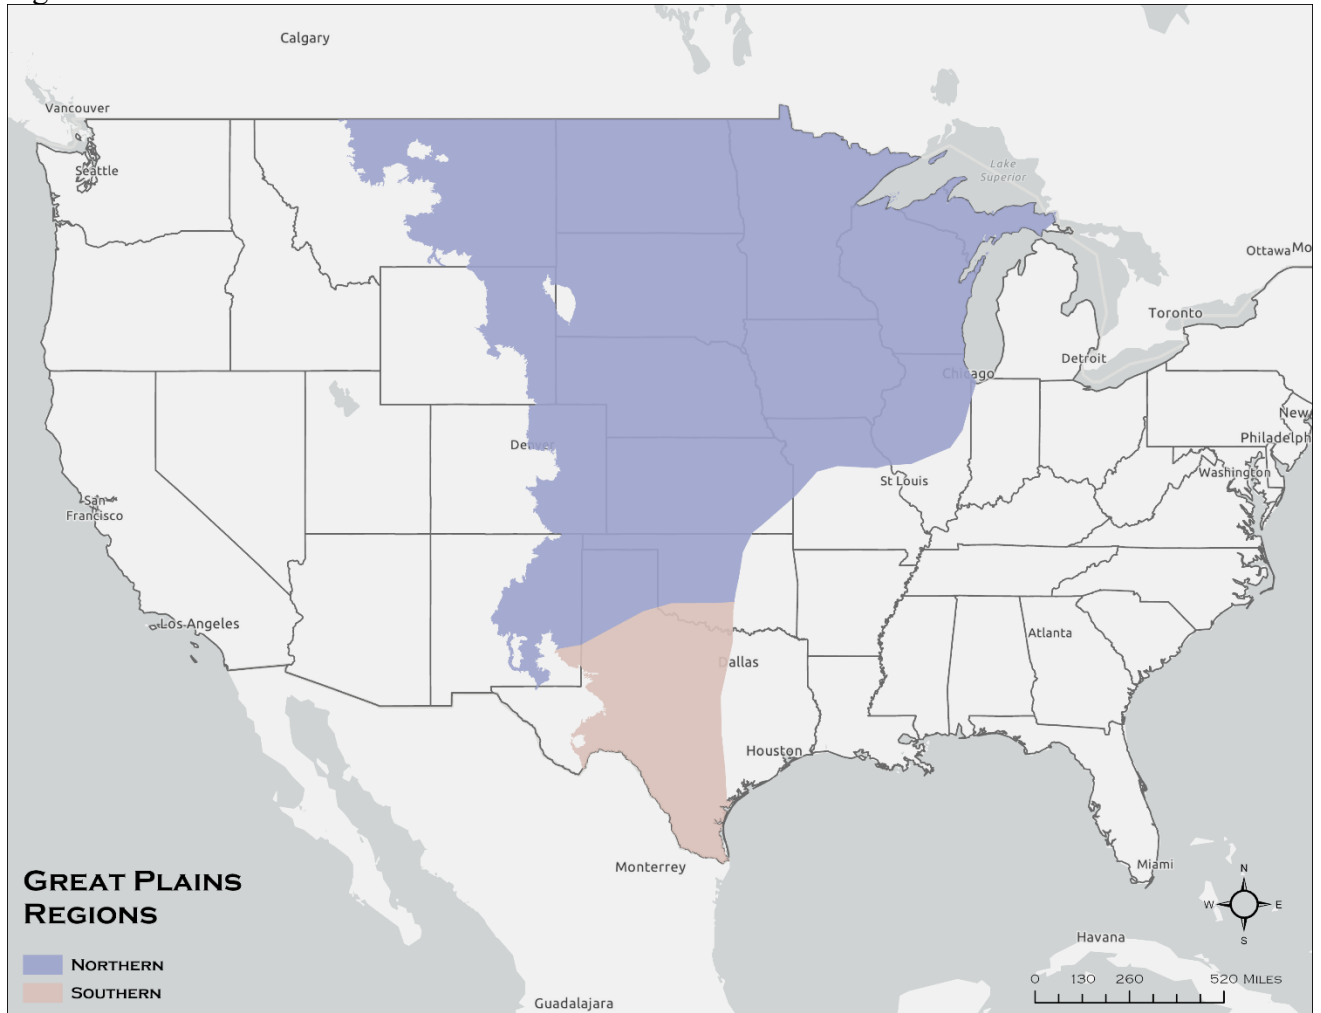 Calgary
Vancouver
Seattle
Lake
Superior
Ottawa Mo
Toronto
Detroit
Chicago
New
Philadelph
Denver
Washington
St Louis
San
Francisco
Los Angeles
Atlanta
Dallas
Houston
Monterrey
Miami
GREAT PLAINS
REGIONS
N
W E
S
Havana
NORTHERN
0 130 260 520 MILES
SOUTHERN
Guadalajara